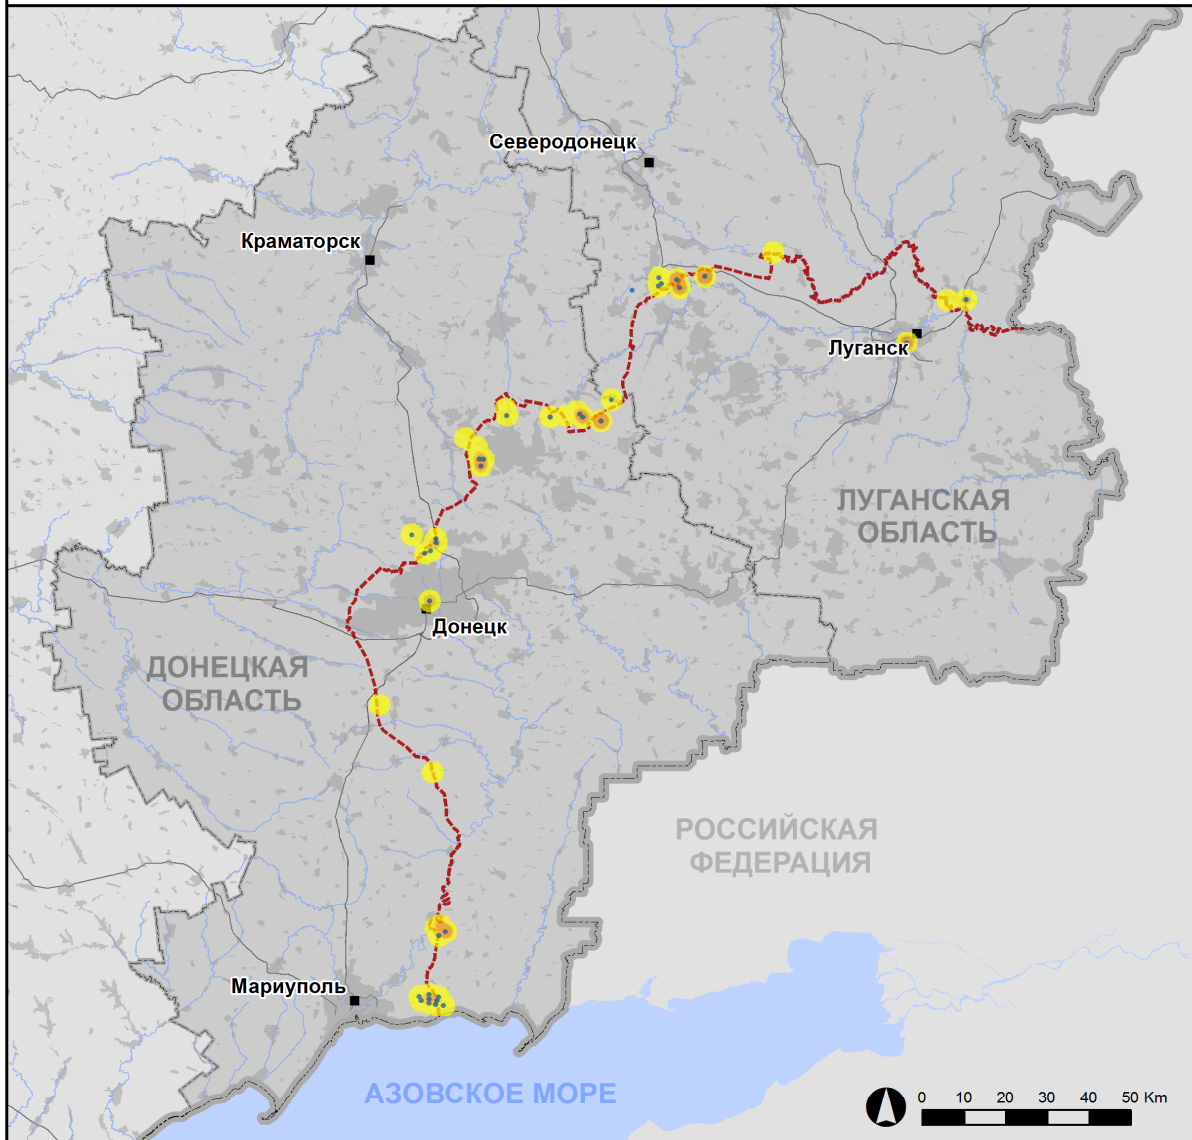 Северодонецк
Краматорск
Луганск
ЛУГАНСКАЯ
ОБЛАСТЬ
Донецк
ДОНЕЦКАЯ
ОБЛАСТЬ
РОССИЙСКАЯ
ФЕДЕРАЦИЯ
Мариуполь
АЗОВСКОЕ МОРЕ
0 10 20 30 40 50 Km